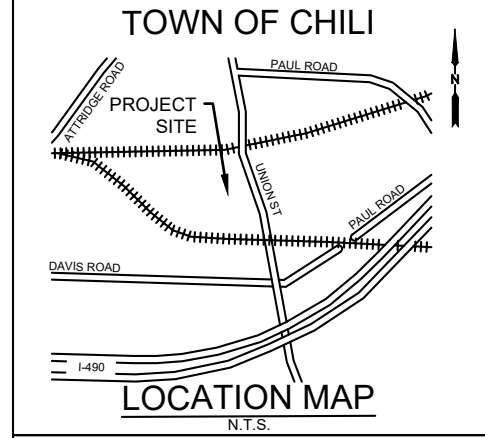 TOWN OF CHILI
PAUL ROAD
ATTRIDGE ROAD
N
PROJECT
SITE
UNION ST
PAUL ROAD
DAVIS ROAD
I-490
LOCATION MAP
N.T.S.